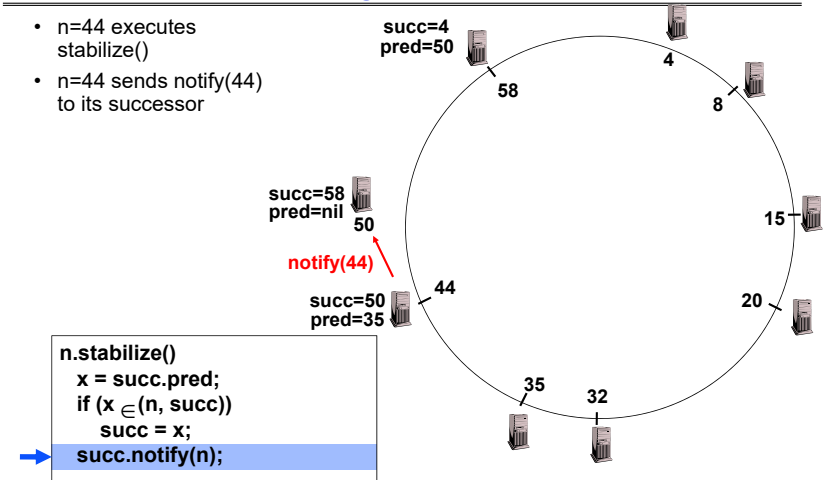 • n=44 executes
stabilize()
• n=44 sends notify(44)
to its successor
succ=4
pred=50
58
4
8
15
20
32
35
44
succ=58
pred=nil
50
notify(44)
succ=50
pred=35
n.stabilize()
x = succ.pred;
if (x ∈ (n, succ))
succ = x;
succ.notify(n);